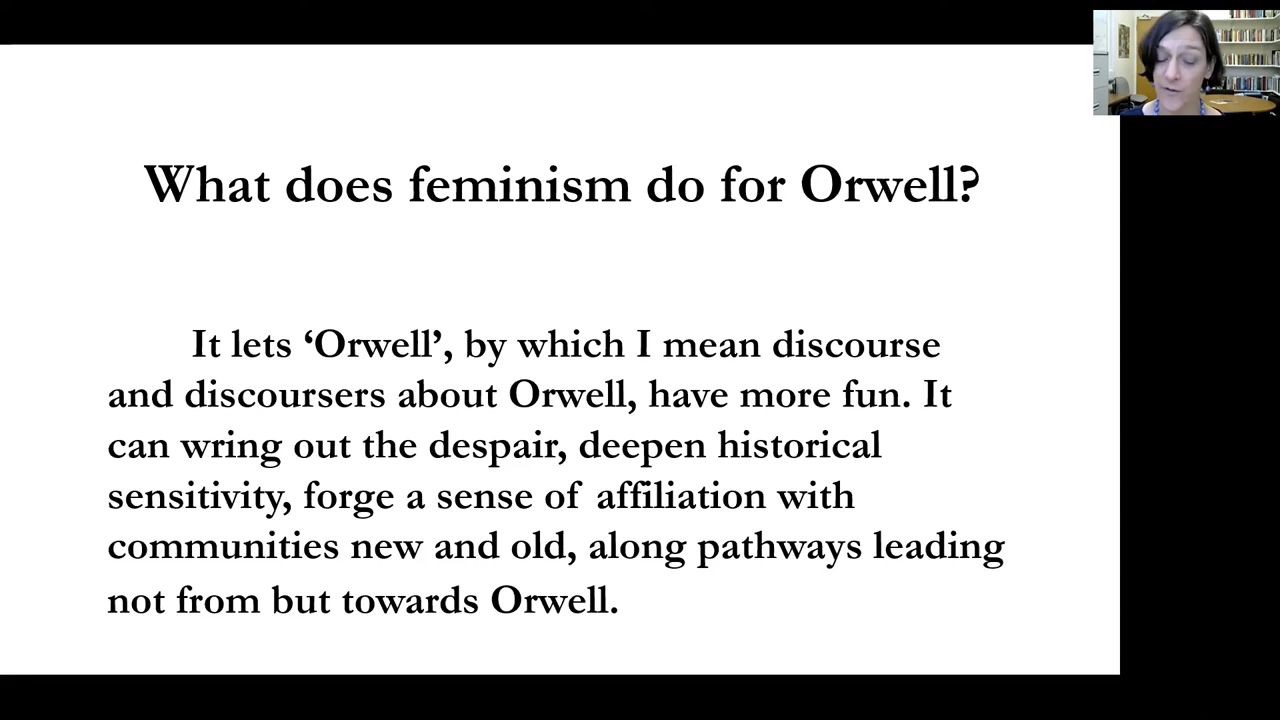 What does feminism do for Orwell?
It lets ‘Orwell’, by which I mean discourse
and discoursers about Orwell, have more fun. It
can wring out the despair, deepen historical
sensitivity, forge a sense of affiliation with
communities new and old, along pathways leading
not from but towards Orwell.